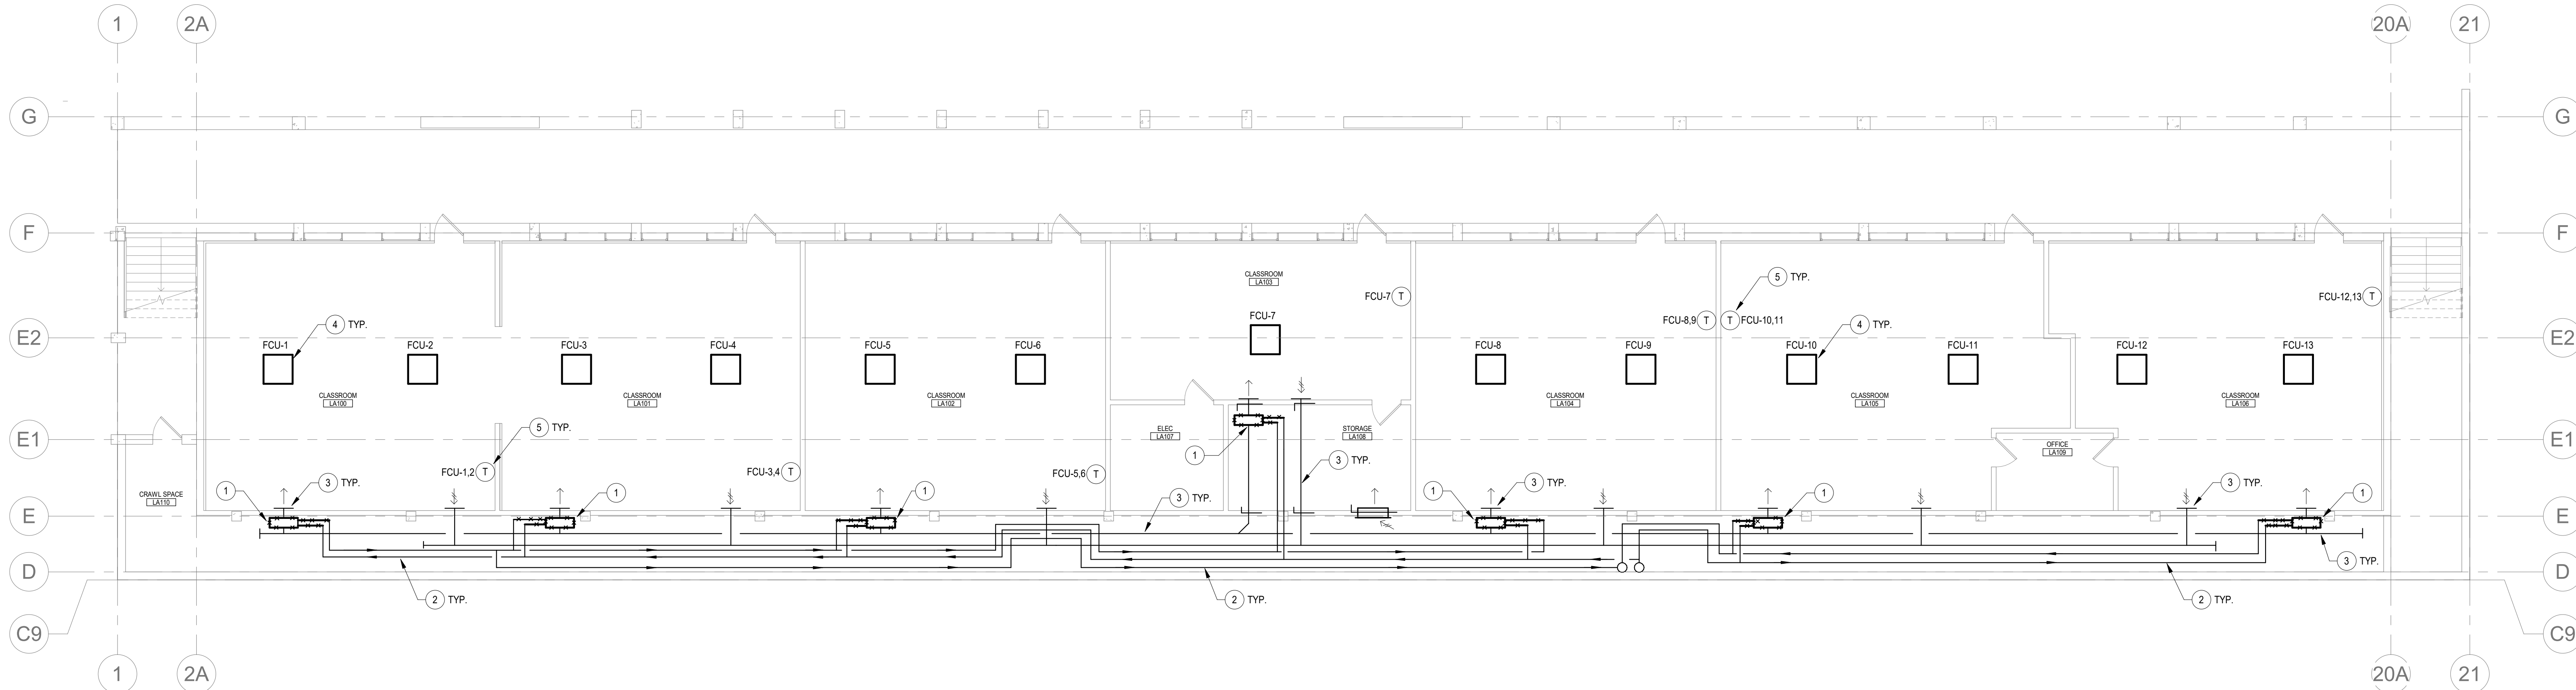 1
2A
20A
21
G
G
F
F
CLASSROOM
LA103
5 TYP.
FCU-7 T
FCU-12,13 T
FCU-8,9 T
T FCU-10,11
4 TYP.
FCU-7
4 TYP.
E2
E2
FCU-1
FCU-2
FCU-3
FCU-4
FCU-5
FCU-6
FCU-8
FCU-9
FCU-10
FCU-11
FCU-12
FCU-13
CLASSROOM
LA100
CLASSROOM
LA101
CLASSROOM
LA102
CLASSROOM
LA104
CLASSROOM
LA105
CLASSROOM
LA106
5 TYP.
ELEC
LA107
STORAGE
LA108
E1
E1
OFFICE
LA109
1
3 TYP.
FCU-1,2 T
FCU-3,4 T
FCU-5,6 T
3 TYP.
3 TYP.
3 TYP.
CRAWL SPACE
LA110
1
1
1
1
1
1
3 TYP.
E
E
3 TYP.
D
D
2 TYP.
2 TYP.
2 TYP.
C9
C9
1
2A
20A
21